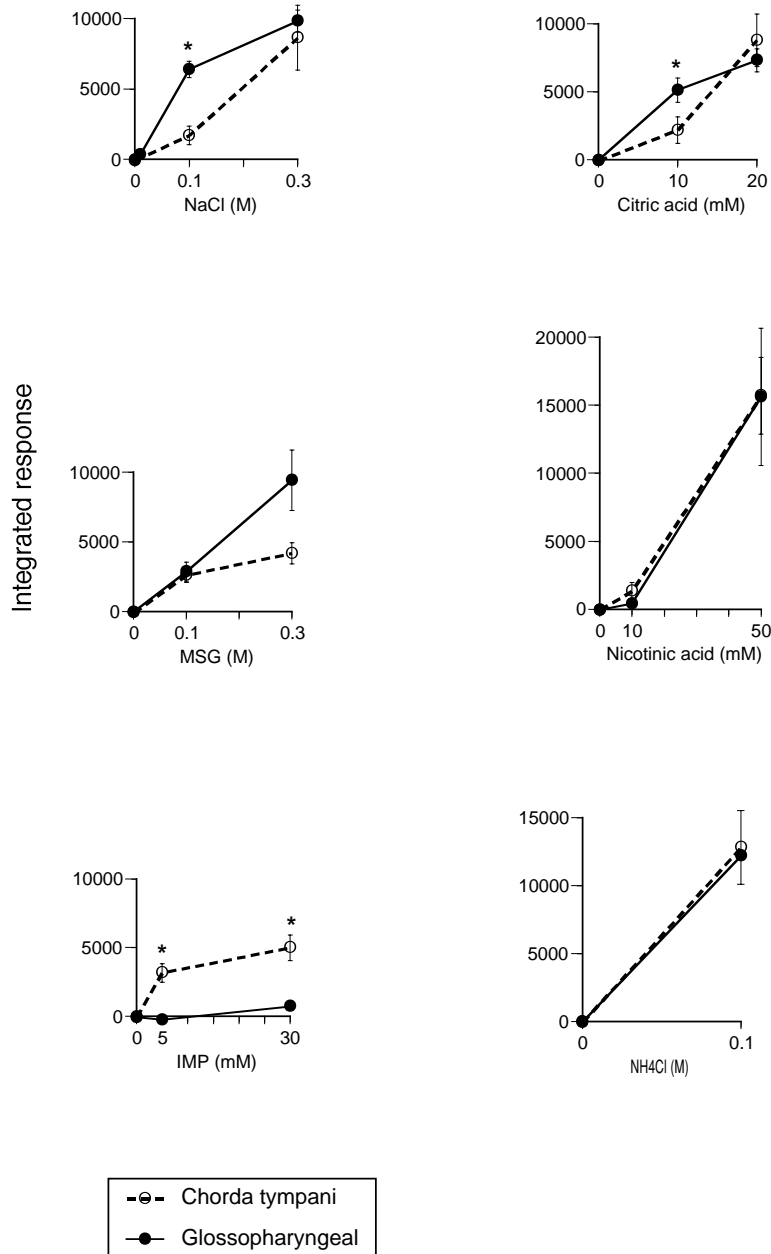 10000
*
5000
0
0 0.1 0.3
NaCl (M)
10000
*
5000
0
0 10 20
Citric acid (mM)
Integrated response
10000
5000
0
0 0.1 0.3
MSG (M)
20000
15000
10000
5000
0
0 10 50
Nicotinic acid (mM)
10000
* *
5000
0
0 5 30
IMP (mM)
15000
10000
5000
0
0 0.1
NH4Cl (M)
Chorda tympani
Glossopharyngeal